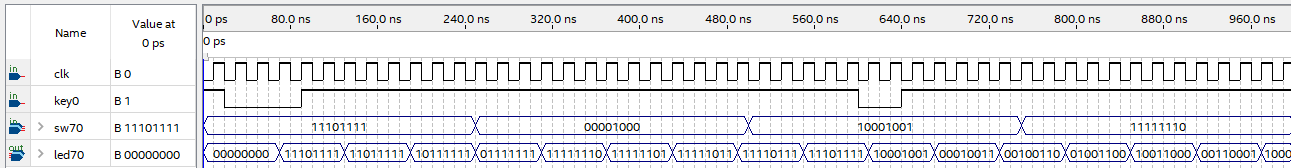 Name Value at 0 ps 0 ps 80.0 ns 160.0 ns 240.0 ns 320.0 ns 400.0 ns 480.0 ns 560.0 ns 640.0 ns 720.0 ns 800.0 ns 880.0 ns 960.0 ns
0 ps
in clk B 0
in key0 B 1
in > sw70 B 11101111 11101111 00001000 10001001 11111110
out > led70 B 00000000 00000000 11101111 11011111 10111111 01111111 11111110 11111101 11111011 11110111 11101111 10001001 00010011 00100110 01001100 10011000 00110001 01100010 1000